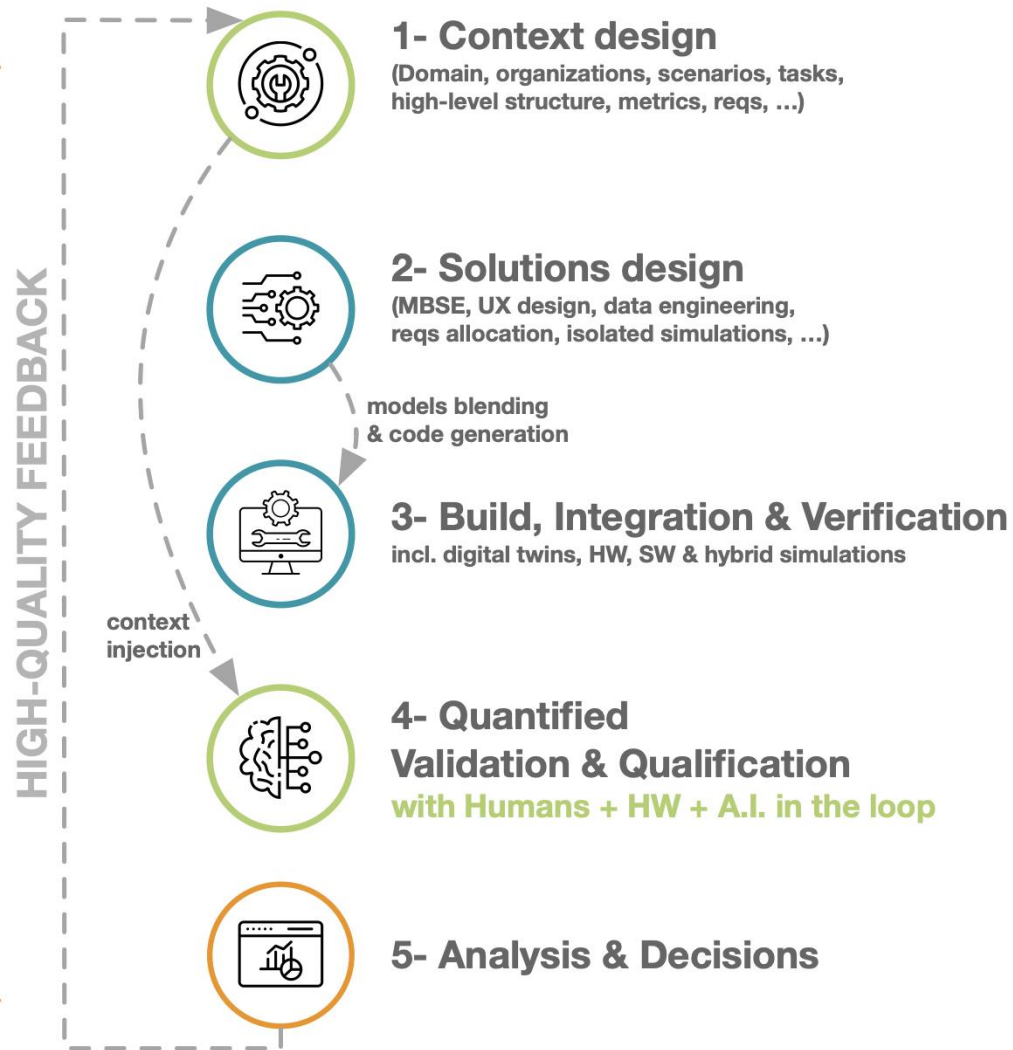 1- Context design
(Domain, organizations, scenarios, tasks,
high-level structure, metrics, reqs, …)
2- Solutions design
(MBSE, UX design, data engineering,
reqs allocation, isolated simulations, …)
models blending
& code generation
3- Build, Integration & Verification
incl. digital twins, HW, SW & hybrid simulations
context
injection
HIGH-QUALITY FEEDBACK
4- Quantified
Validation & Qualification
with Humans + HW + A.I. in the loop
5- Analysis & Decisions